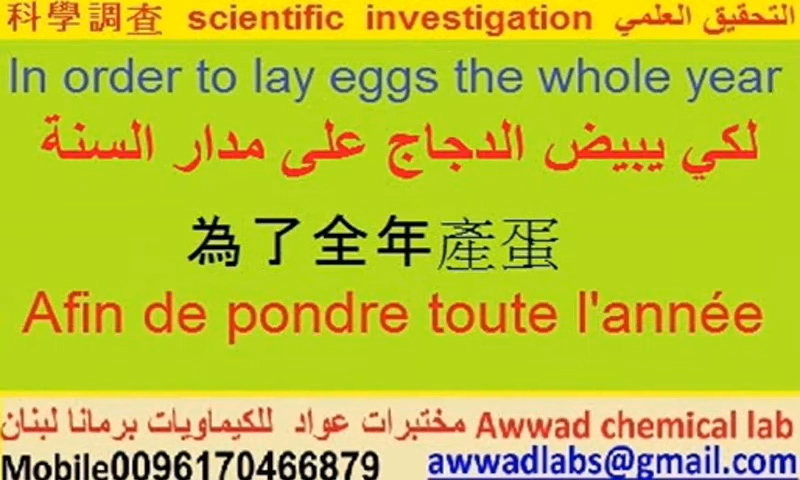 科學調查 scientific investigation التحقيق العلمي
In order to lay eggs the whole year
لكي يبيض الدجاج على مدار السنة
為了全年產蛋
Afin de pondre toute l'année
مختبرات عواد للكيماويات برمانا لبنان Awwad chemical lab
Mobile0096170466879 awwadlabs@gmail.com